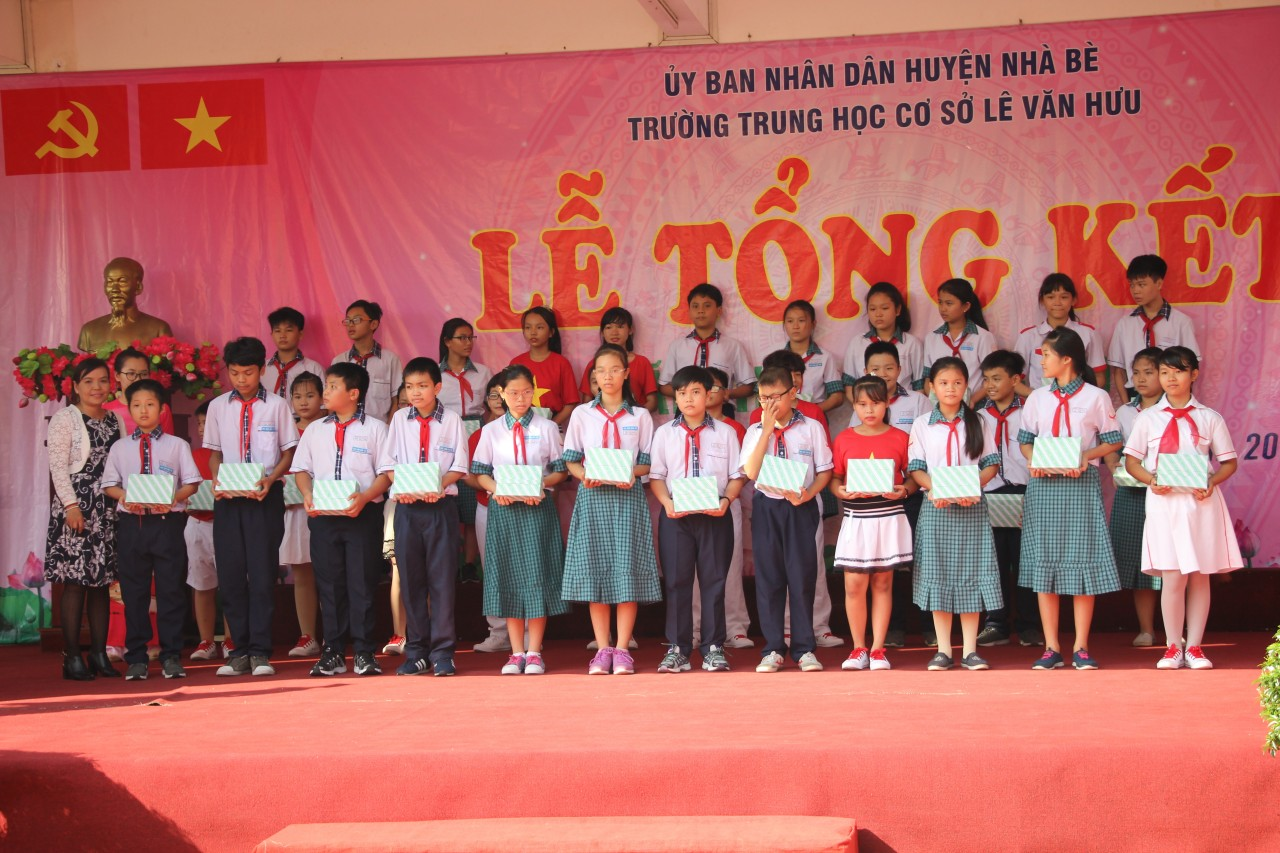 ỦY BAN NHÂN DÂN HUYỆN NHÀ BÈ
TRƯỜNG TRUNG HỌC CƠ SỞ LÊ VĂN HƯU
LỄ TỔNG KẾT
20